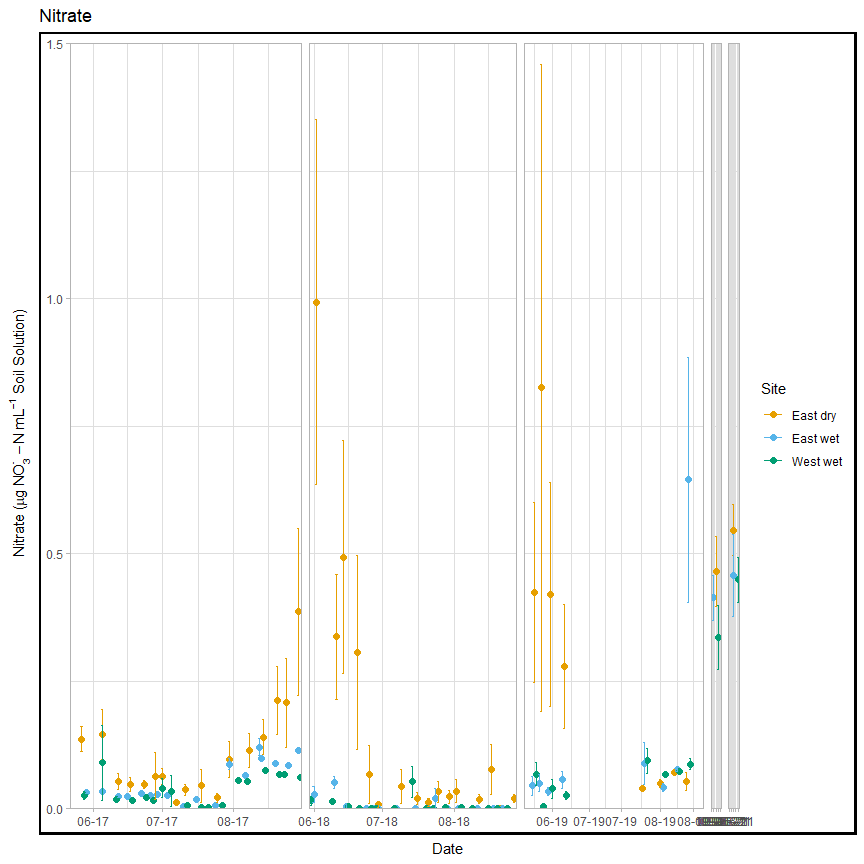 Nitrate
1.5
1.0
0.5
0.0
Nitrate (μg NO₃⁻ – N mL⁻¹ Soil Solution)
06-17 07-17 08-17 06-18 07-18 08-18 06-19 07-19 07-19 08-19
Date
Site
East dry
East wet
West wet